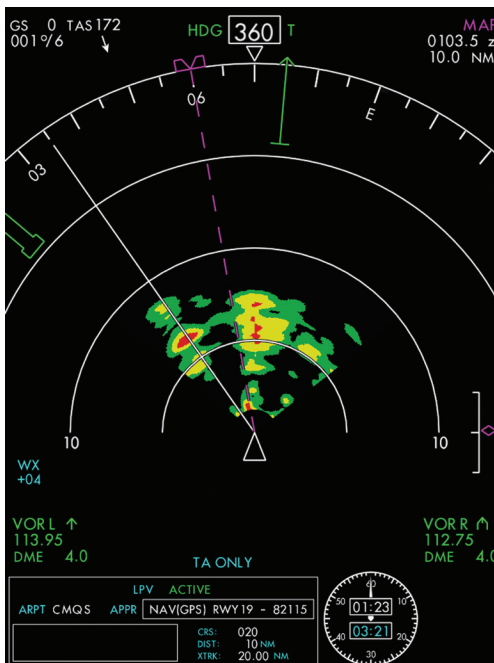 GS 0 TAS172
HDG 360 T
MAP
001°/6
0103.5 z
10.0 NM
06
03
E
10
10
WX
+04
VOR L ↑
113.95
DME 4.0
VOR R
112.75
DME 4.0
TA ONLY
LPV ACTIVE
ARPT CMQS APPR NAV(GPS) RWY19 - 82115
CRS: 020
DIST: 10 NM
XTRK: 20.00 NM
60
50 10
01:23
03:21
40 20
30